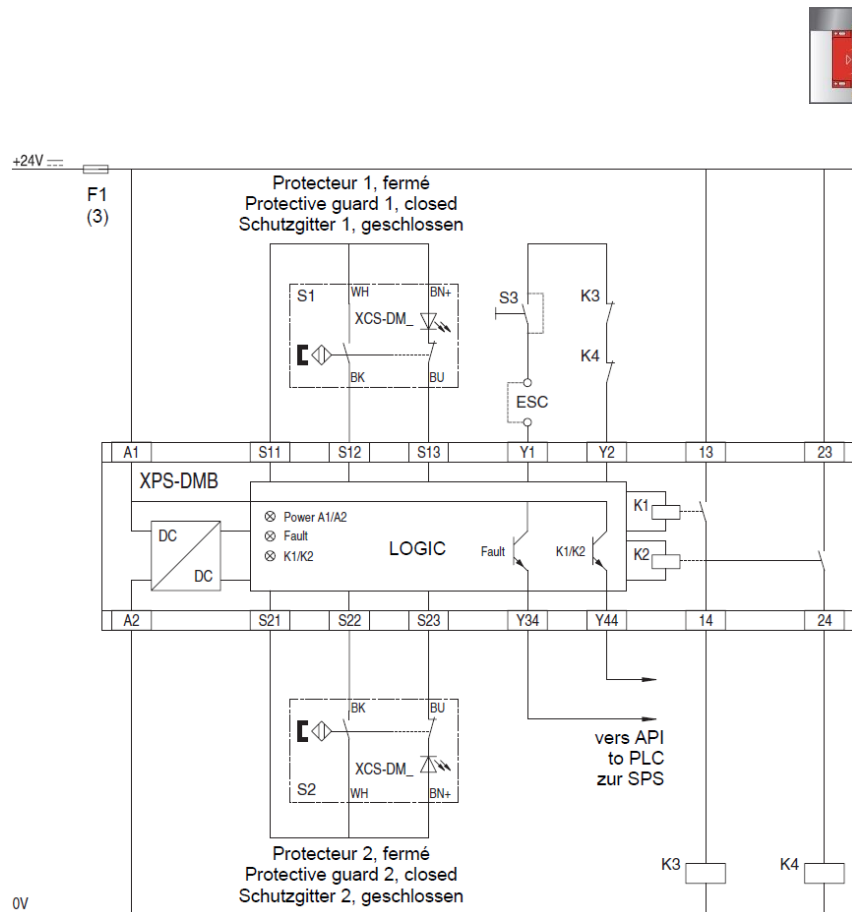 +24V
F1
(3)
Protecteur 1, fermé
Protective guard 1, closed
Schutzgitter 1, geschlossen
S1
WH
BN+
XCS-DM_
BK
BU
S3
K3
K4
ESC
A1
S11
S12
S13
Y1
Y2
13
23
XPS-DMB
DC
DC
Power A1/A2
Fault
K1/K2
LOGIC
Fault
K1/K2
K1
K2
A2
S21
S22
S23
Y34
Y44
14
24
BK
BU
XCS-DM_
S2
WH
BN+
vers API
to PLC
zur SPS
Protecteur 2, fermé
Protective guard 2, closed
Schutzgitter 2, geschlossen
K3
K4
0V